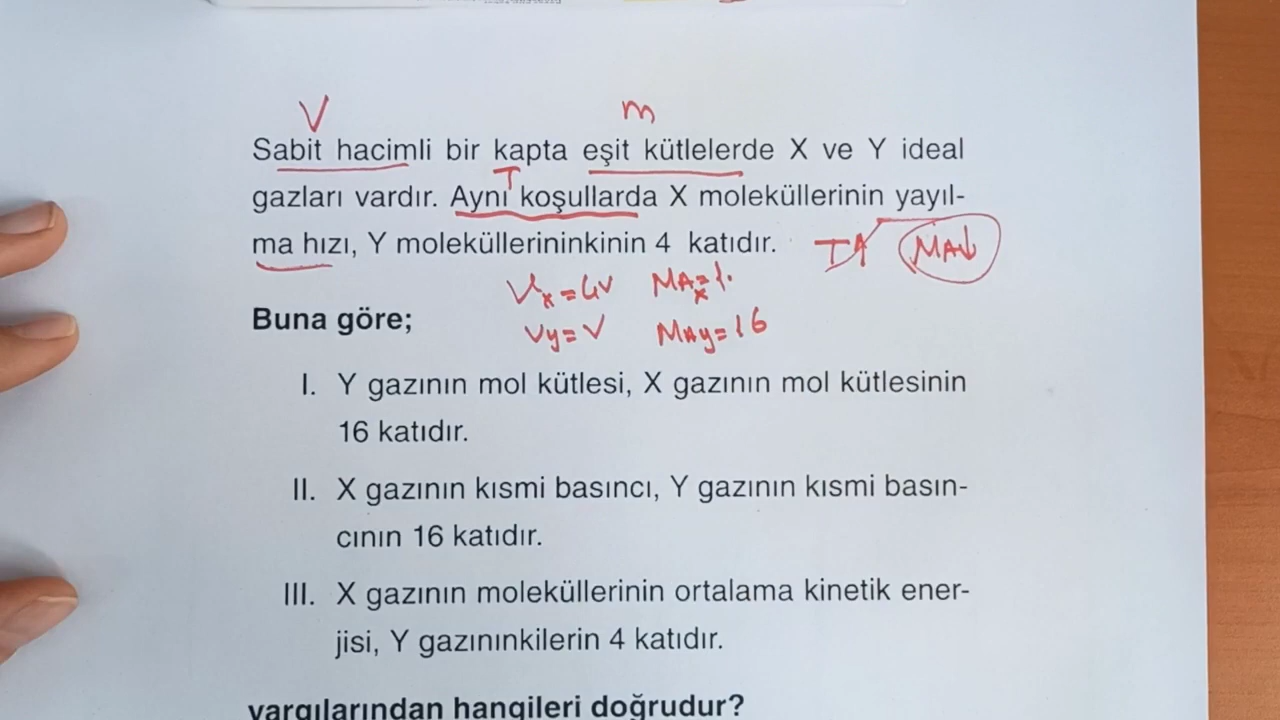 V m
Sabit hacimli bir kapta eşit kütlelerde X ve Y ideal
T
gazları vardır. Aynı koşullarda X moleküllerinin yayıl-
ma hızı, Y moleküllerininkinin 4 katıdır. T↑ MA↓
Vx=4V MAx=1
Buna göre; Vy=V MAy=16
I. Y gazının mol kütlesi, X gazının mol kütlesinin
16 katıdır.
II. X gazının kısmi basıncı, Y gazının kısmi basın-
cının 16 katıdır.
III. X gazının moleküllerinin ortalama kinetik ener-
jisi, Y gazınınkilerin 4 katıdır.
yargılarından hangileri doğrudur?